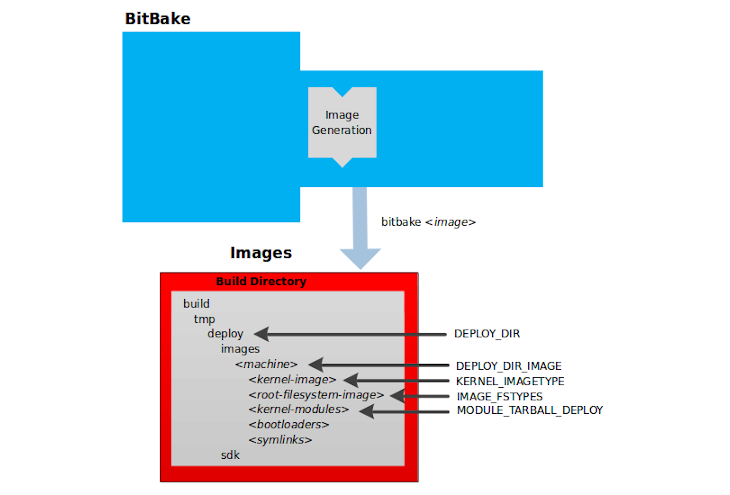 BitBake
Image
Generation
bitbake <image>
Images
Build Directory
build
tmp
deploy
DEPLOY_DIR
images
<machine>
DEPLOY_DIR_IMAGE
<kernel-image>
KERNEL_IMAGETYPE
<root-filesystem-image>
IMAGE_FSTYPES
<kernel-modules>
MODULE_TARBALL_DEPLOY
<bootloaders>
<symlinks>
sdk